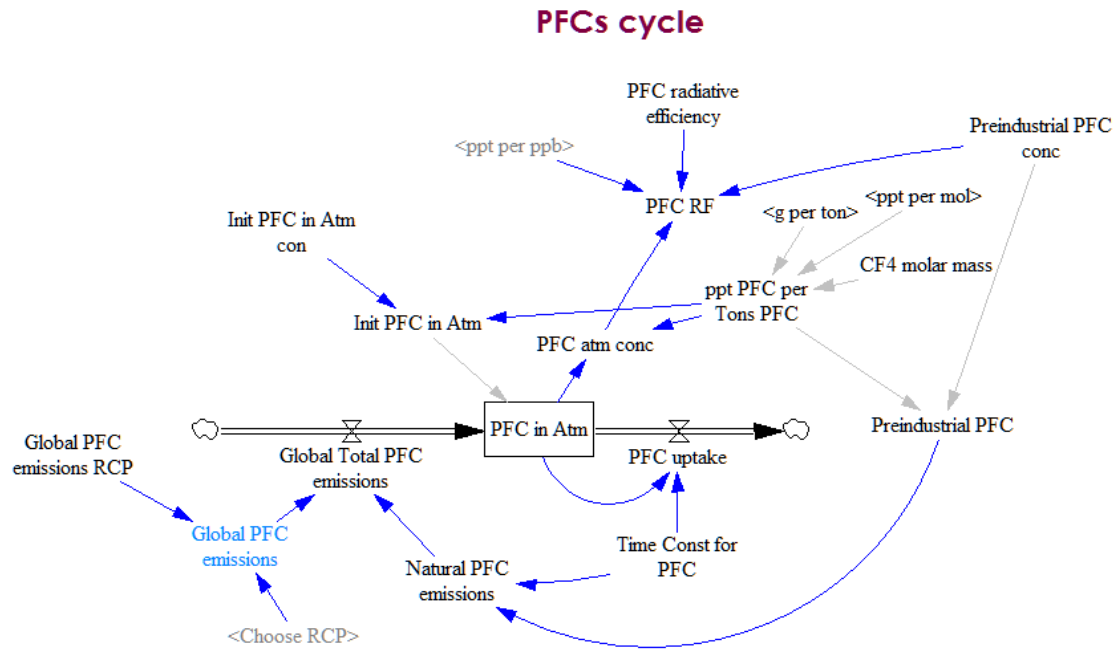 PFCs cycle
PFC radiative
efficiency
<ppt per ppb>
Preindustrial PFC
conc
PFC RF
<g per ton>
<ppt per mol>
Init PFC in Atm
con
CF4 molar mass
ppt PFC per
Tons PFC
Init PFC in Atm
PFC atm conc
PFC in Atm
Preindustrial PFC
Global PFC
emissions RCP
Global Total PFC
emissions
PFC uptake
Global PFC
emissions
Natural PFC
emissions
Time Const for
PFC
<Choose RCP>